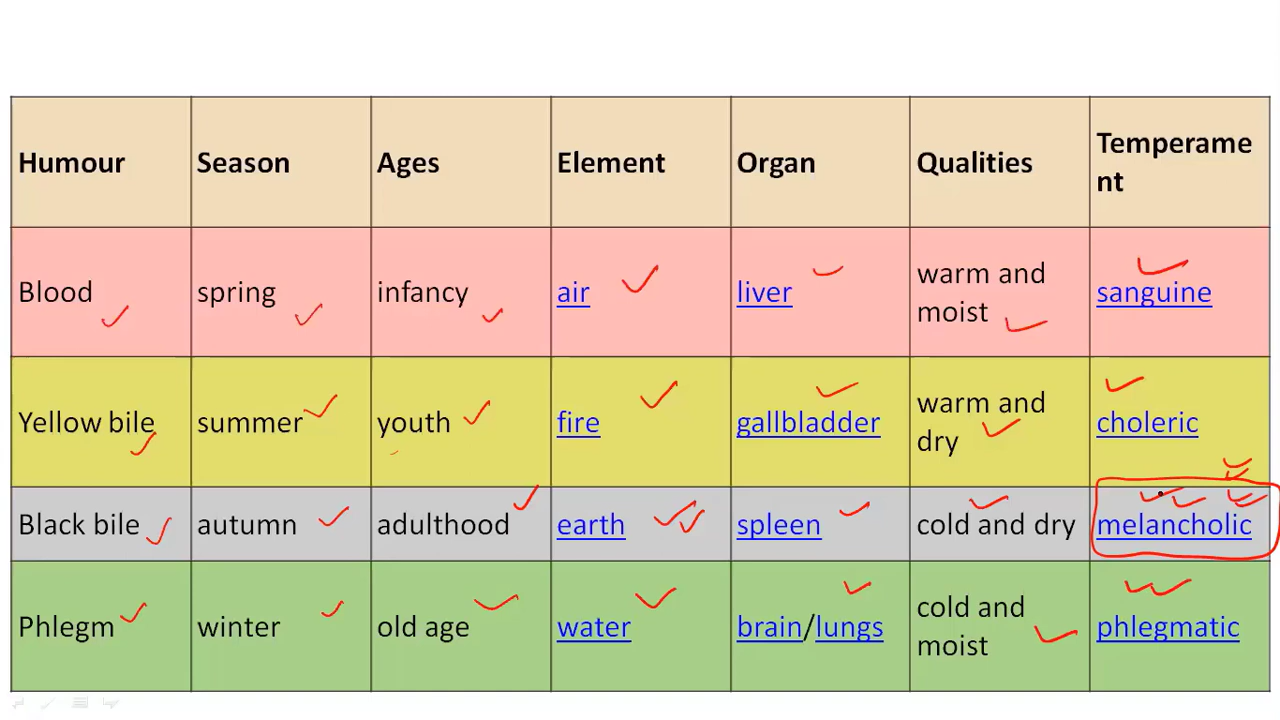 Humour Season Ages Element Organ Qualities Temperame
nt
Blood spring infancy air liver warm and
moist sanguine
Yellow bile summer youth fire gallbladder warm and
dry choleric
Black bile autumn adulthood earth spleen cold and dry melancholic
Phlegm winter old age water brain/lungs cold and
moist phlegmatic